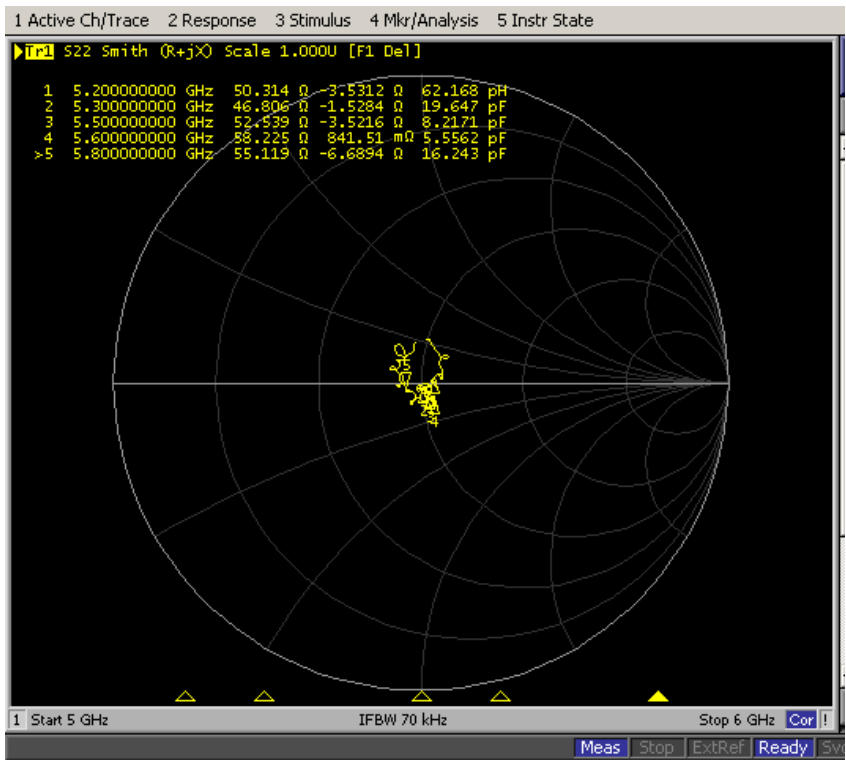 1 Active Ch/Trace 2 Response 3 Stimulus 4 Mkr/Analysis 5 Instr State
Tr1 S22 Smith (R+jX) Scale 1.000U [F1 Del]
1 5.200000000 GHz 50.314 Ω -3.5312 Ω 62.168 pH
2 5.300000000 GHz 46.806 Ω -1.5284 Ω 19.647 pF
3 5.500000000 GHz 52.539 Ω -3.5216 Ω 8.2171 pF
4 5.600000000 GHz 58.225 Ω 841.51 mΩ 5.5562 pF
>5 5.800000000 GHz 55.119 Ω -6.6894 Ω 16.243 pF
1 Start 5 GHz IFBW 70 kHz Stop 6 GHz Cor !
Meas Stop ExtRef Ready